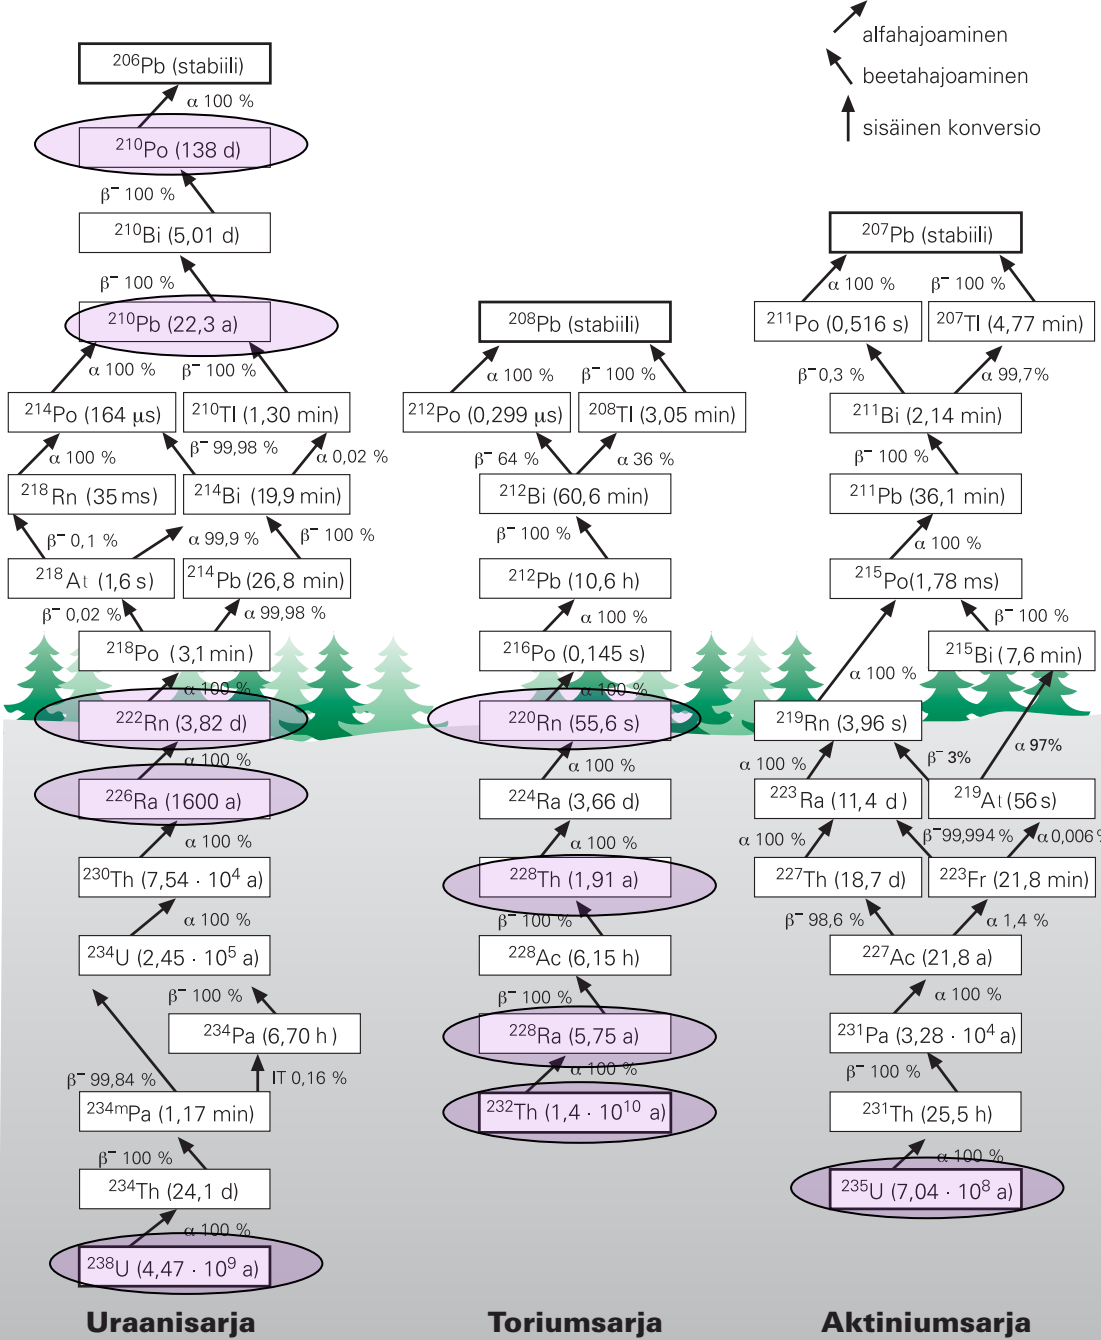 alfahajoaminen
beetahajoaminen
sisäinen konversio
²⁰⁶Pb (stabiili)
α 100 %
²¹⁰Po (138 d)
β⁻ 100 %
²¹⁰Bi (5,01 d)
β⁻ 100 %
²¹⁰Pb (22,3 a)
α 100 %
β⁻ 100 %
²¹⁴Po (164 µs)
²¹⁰Tl (1,30 min)
α 100 %
β⁻ 99,98 %
α 0,02 %
²¹⁸Rn (35 ms)
²¹⁴Bi (19,9 min)
β⁻ 0,1 %
α 99,9 %
β⁻ 100 %
²¹⁸At (1,6 s)
²¹⁴Pb (26,8 min)
β⁻ 0,02 %
α 99,98 %
²¹⁸Po (3,1 min)
α 100 %
²²²Rn (3,82 d)
α 100 %
²²⁶Ra (1600 a)
α 100 %
²³⁰Th (7,54 · 10⁴ a)
α 100 %
²³⁴U (2,45 · 10⁵ a)
β⁻ 100 %
²³⁴Pa (6,70 h)
β⁻ 99,84 %
IT 0,16 %
²³⁴ᵐPa (1,17 min)
β⁻ 100 %
²³⁴Th (24,1 d)
α 100 %
²³⁸U (4,47 · 10⁹ a)
Uraanisarja
²⁰⁸Pb (stabiili)
α 100 %
β⁻ 100 %
²¹²Po (0,299 µs)
²⁰⁸Tl (3,05 min)
β⁻ 64 %
α 36 %
²¹²Bi (60,6 min)
β⁻ 100 %
²¹²Pb (10,6 h)
α 100 %
²¹⁶Po (0,145 s)
α 100 %
²²⁰Rn (55,6 s)
α 100 %
²²⁴Ra (3,66 d)
α 100 %
²²⁸Th (1,91 a)
β⁻ 100 %
²²⁸Ac (6,15 h)
β⁻ 100 %
²²⁸Ra (5,75 a)
α 100 %
²³²Th (1,4 · 10¹⁰ a)
Toriumsarja
²⁰⁷Pb (stabiili)
α 100 %
β⁻ 100 %
²¹¹Po (0,516 s)
²⁰⁷Tl (4,77 min)
β⁻ 0,3 %
α 99,7%
²¹¹Bi (2,14 min)
β⁻ 100 %
²¹¹Pb (36,1 min)
α 100 %
²¹⁵Po(1,78 ms)
β⁻ 100 %
²¹⁵Bi (7,6 min)
α 100 %
²¹⁹Rn (3,96 s)
α 100 %
β⁻ 3%
α 97%
²²³Ra (11,4 d)
²¹⁹At (56 s)
α 100 %
β⁻99,994 %
α 0,006%
²²⁷Th (18,7 d)
²²³Fr (21,8 min)
β⁻ 98,6 %
α 1,4 %
²²⁷Ac (21,8 a)
α 100 %
²³¹Pa (3,28 · 10⁴ a)
β⁻ 100 %
²³¹Th (25,5 h)
α 100 %
²³⁵U (7,04 · 10⁸ a)
Aktiniumsarja